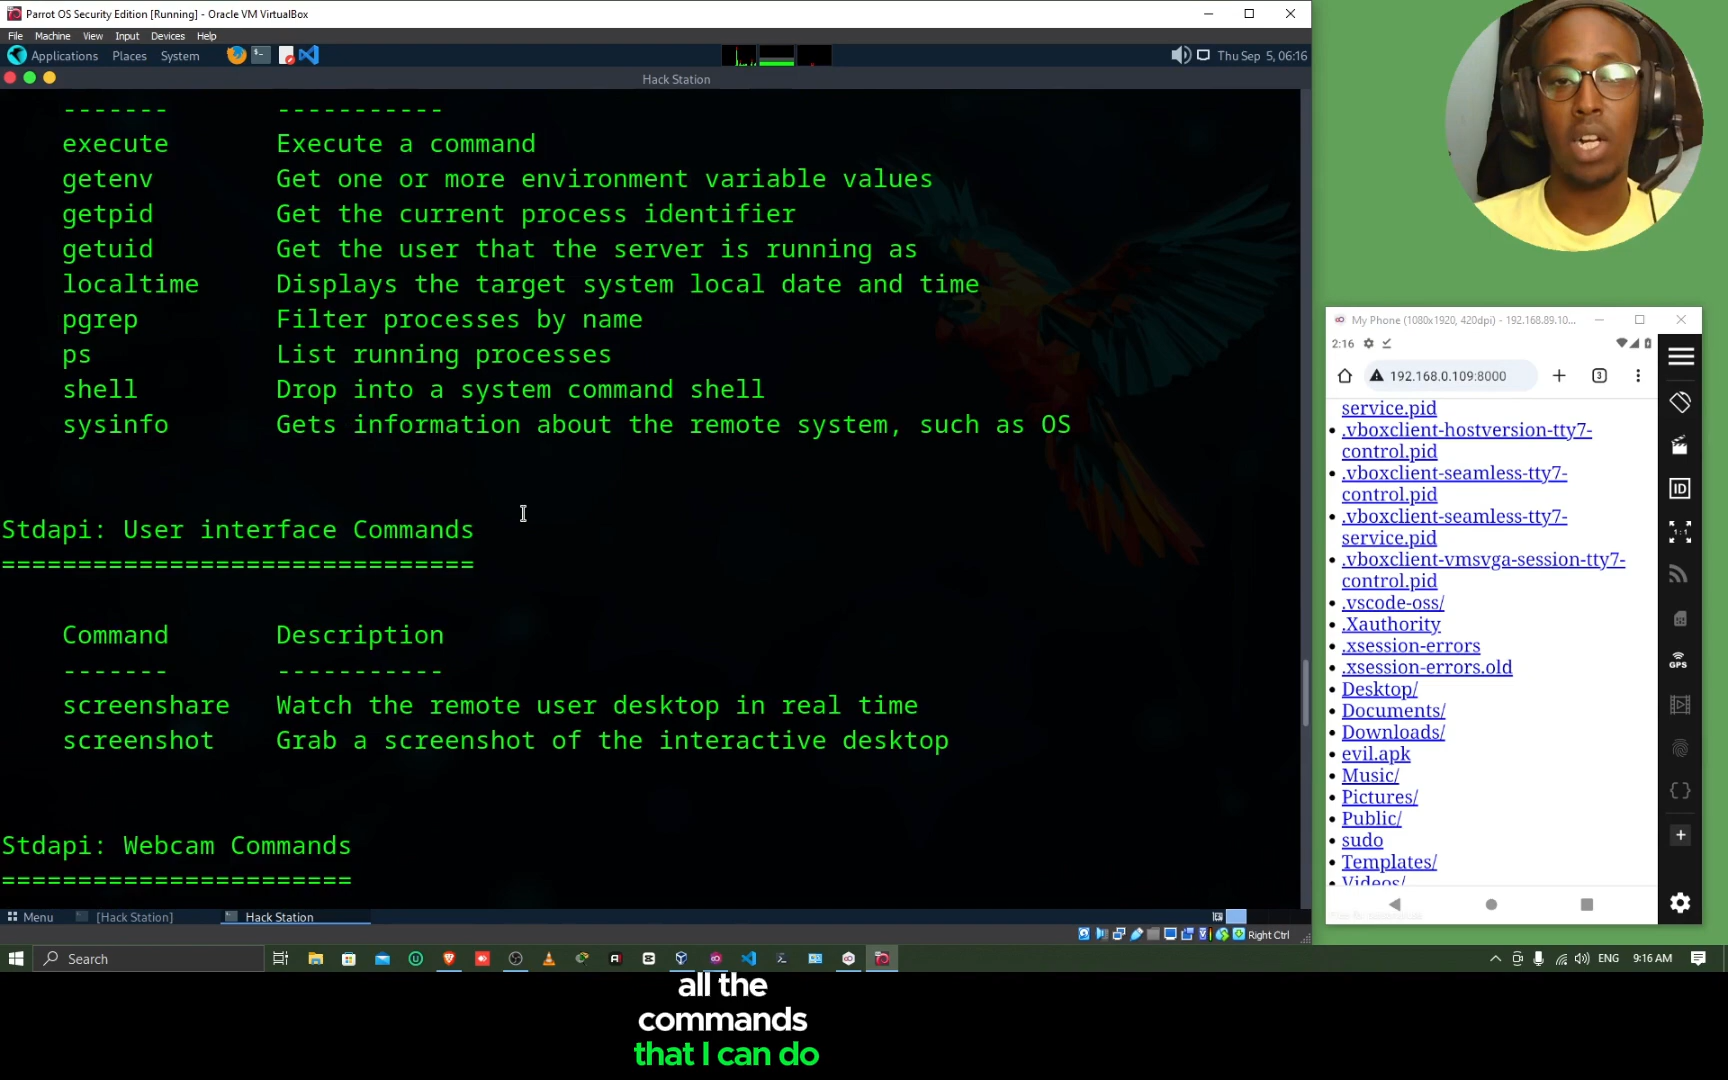 Parrot OS Security Edition [Running] - Oracle VM VirtualBox
File Machine View Input Devices Help
Applications Places System
Thu Sep 5, 06:16
Hack Station
------- -----------
execute Execute a command
getenv Get one or more environment variable values
getpid Get the current process identifier
getuid Get the user that the server is running as
localtime Displays the target system local date and time
pgrep Filter processes by name
ps List running processes
shell Drop into a system command shell
sysinfo Gets information about the remote system, such as OS
Stdapi: User interface Commands
===============================
Command Description
------- -----------
screenshare Watch the remote user desktop in real time
screenshot Grab a screenshot of the interactive desktop
Stdapi: Webcam Commands
=======================
Menu [Hack Station] Hack Station
Right Ctrl
My Phone (1080x1920, 420dpi) - 192.168.89.10...
2:16
192.168.0.109:8000
3
service.pid
.vboxclient-hostversion-tty7-
control.pid
.vboxclient-seamless-tty7-
control.pid
.vboxclient-seamless-tty7-
service.pid
.vboxclient-vmsvga-session-tty7-
control.pid
.vscode-oss/
.Xauthority
.xsession-errors
.xsession-errors.old
Desktop/
Documents/
Downloads/
evil.apk
Music/
Pictures/
Public/
sudo
Templates/
Videos/
ID
1:1
GPS
Search
ENG 9:16 AM
all the
commands
that I can do